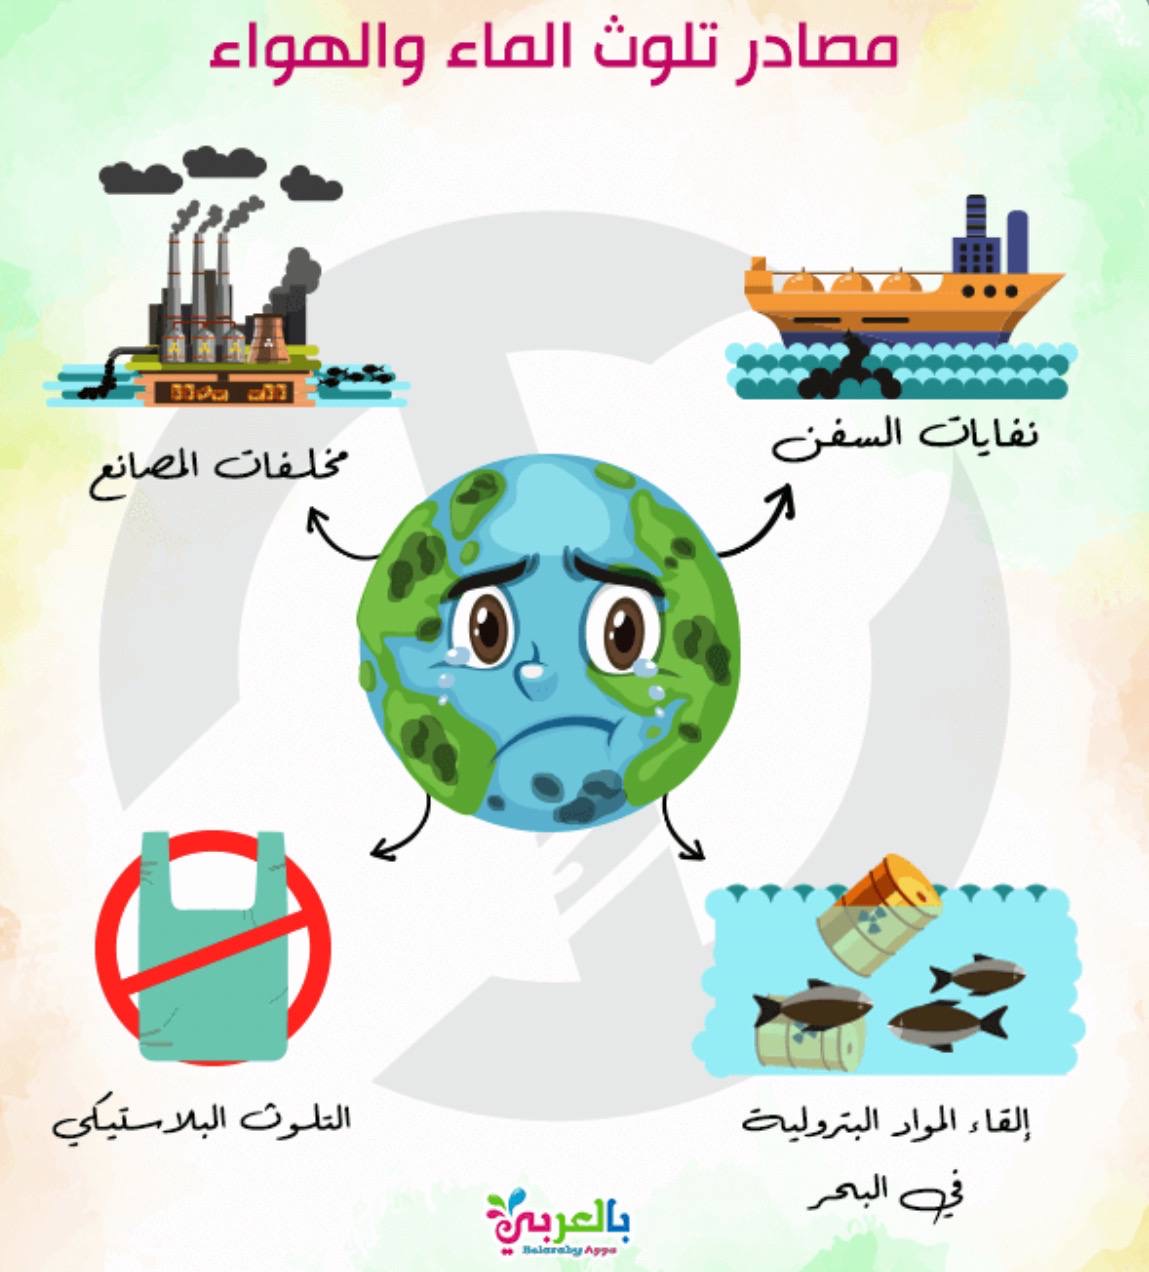 مصادر تلوث الماء والهواء
نفايات السفن
مخلفات المصانع
إلقاء المواد البترولية
في البحر
التلوث البلاستيكي
بالعربي
Belaraby Apps